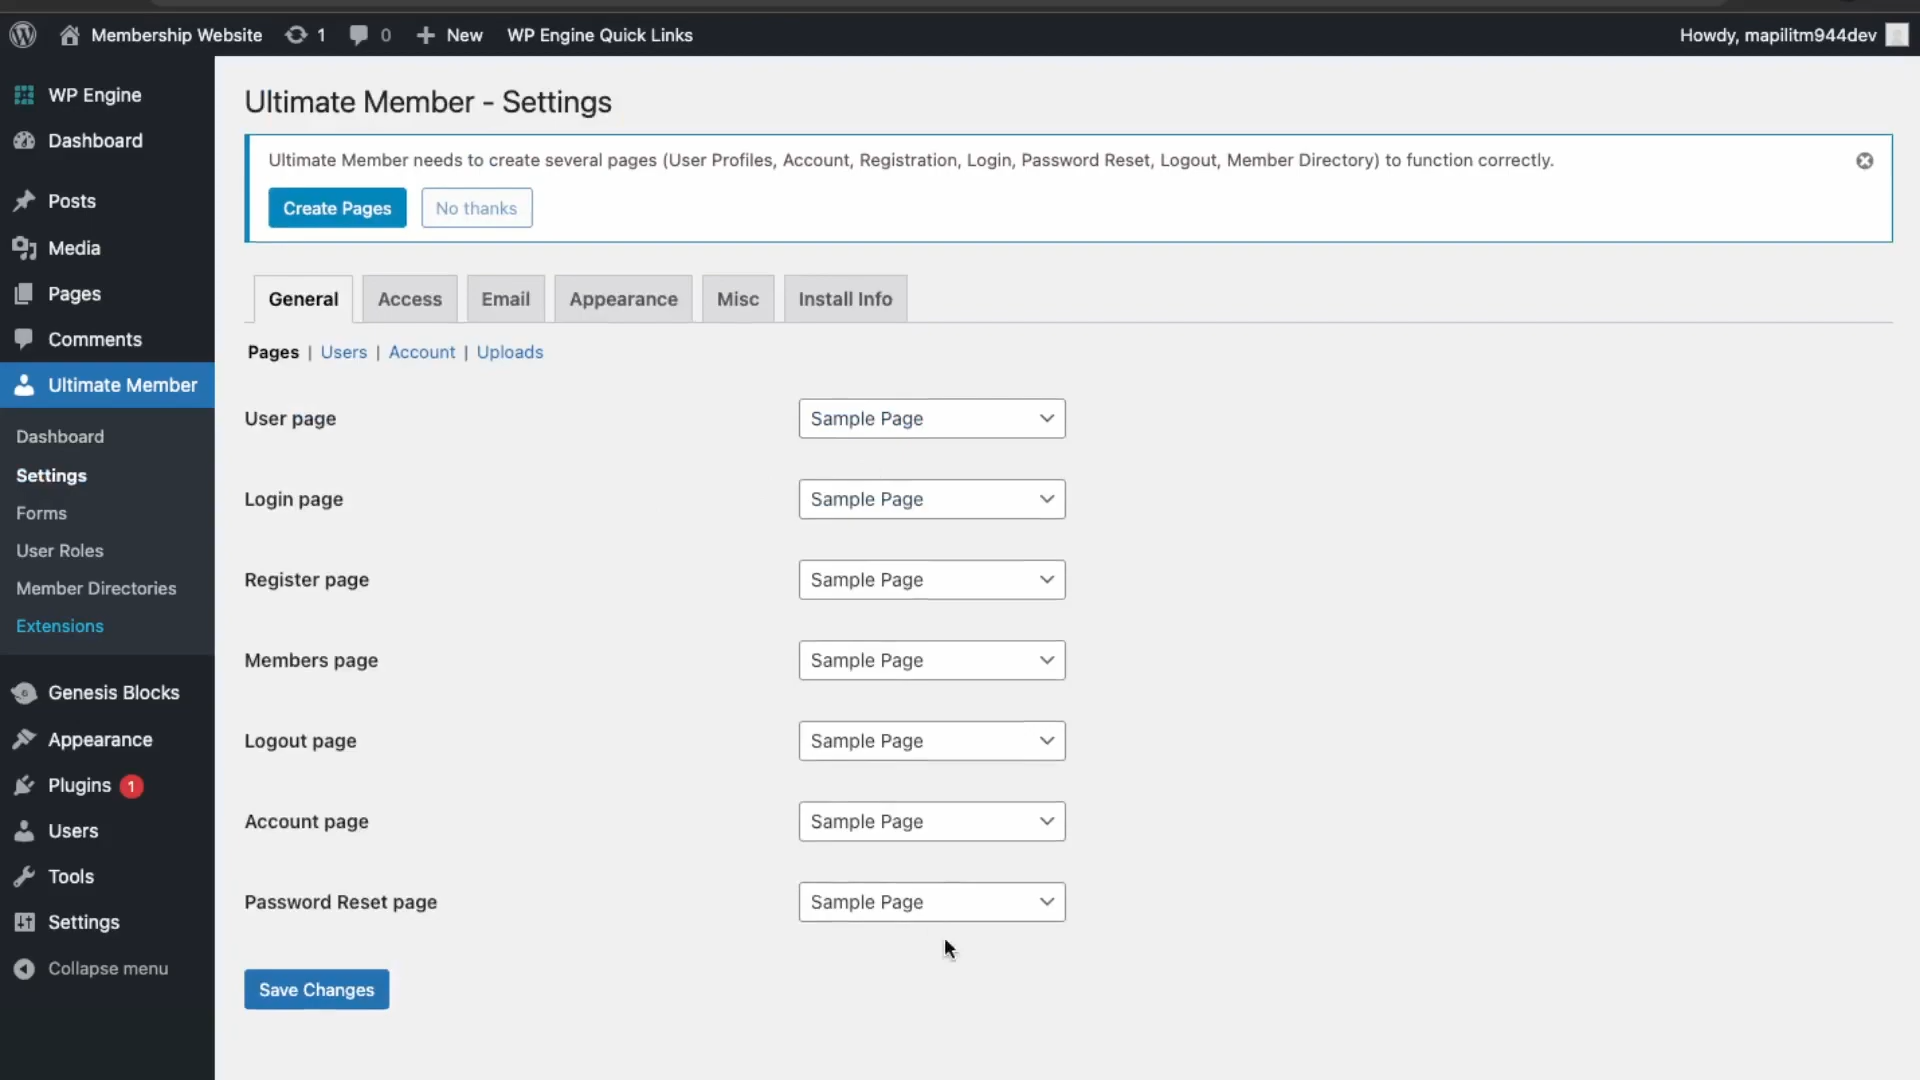 Membership Website 1 0 New WP Engine Quick Links Howdy, mapilitm944dev
WP Engine
Dashboard
Posts
Media
Pages
Comments
Ultimate Member
Dashboard
Settings
Forms
User Roles
Member Directories
Extensions
Genesis Blocks
Appearance
Plugins 1
Users
Tools
Settings
Collapse menu
Ultimate Member - Settings
Ultimate Member needs to create several pages (User Profiles, Account, Registration, Login, Password Reset, Logout, Member Directory) to function correctly.
Create Pages No thanks
General Access Email Appearance Misc Install Info
Pages | Users | Account | Uploads
User page Sample Page
Login page Sample Page
Register page Sample Page
Members page Sample Page
Logout page Sample Page
Account page Sample Page
Password Reset page Sample Page
Save Changes